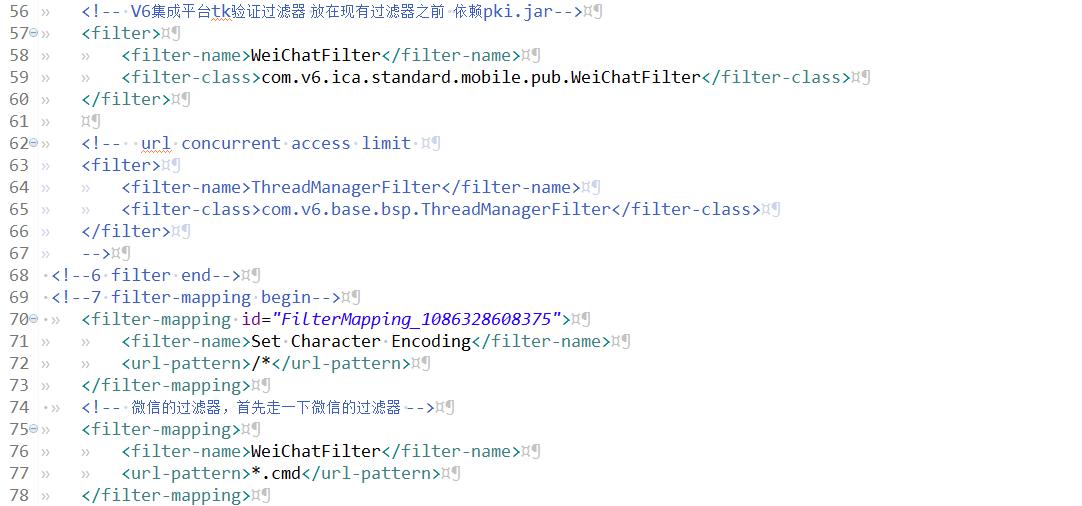 56 <!-- V6集成平台tk验证过滤器 放在现有过滤器之前 依赖pki.jar-->
57 <filter>
58 <filter-name>WeiChatFilter</filter-name>
59 <filter-class>com.v6.ica.standard.mobile.pub.WeiChatFilter</filter-class>
60 </filter>
61
62 <!-- url concurrent access limit
63 <filter>
64 <filter-name>ThreadManagerFilter</filter-name>
65 <filter-class>com.v6.base.bsp.ThreadManagerFilter</filter-class>
66 </filter>
67 -->
68 <!--6 filter end-->
69 <!--7 filter-mapping begin-->
70 <filter-mapping id="FilterMapping_1086328608375">
71 <filter-name>Set Character Encoding</filter-name>
72 <url-pattern>/*</url-pattern>
73 </filter-mapping>
74 <!-- 微信的过滤器，首先走一下微信的过滤器 -->
75 <filter-mapping>
76 <filter-name>WeiChatFilter</filter-name>
77 <url-pattern>*.cmd</url-pattern>
78 </filter-mapping>